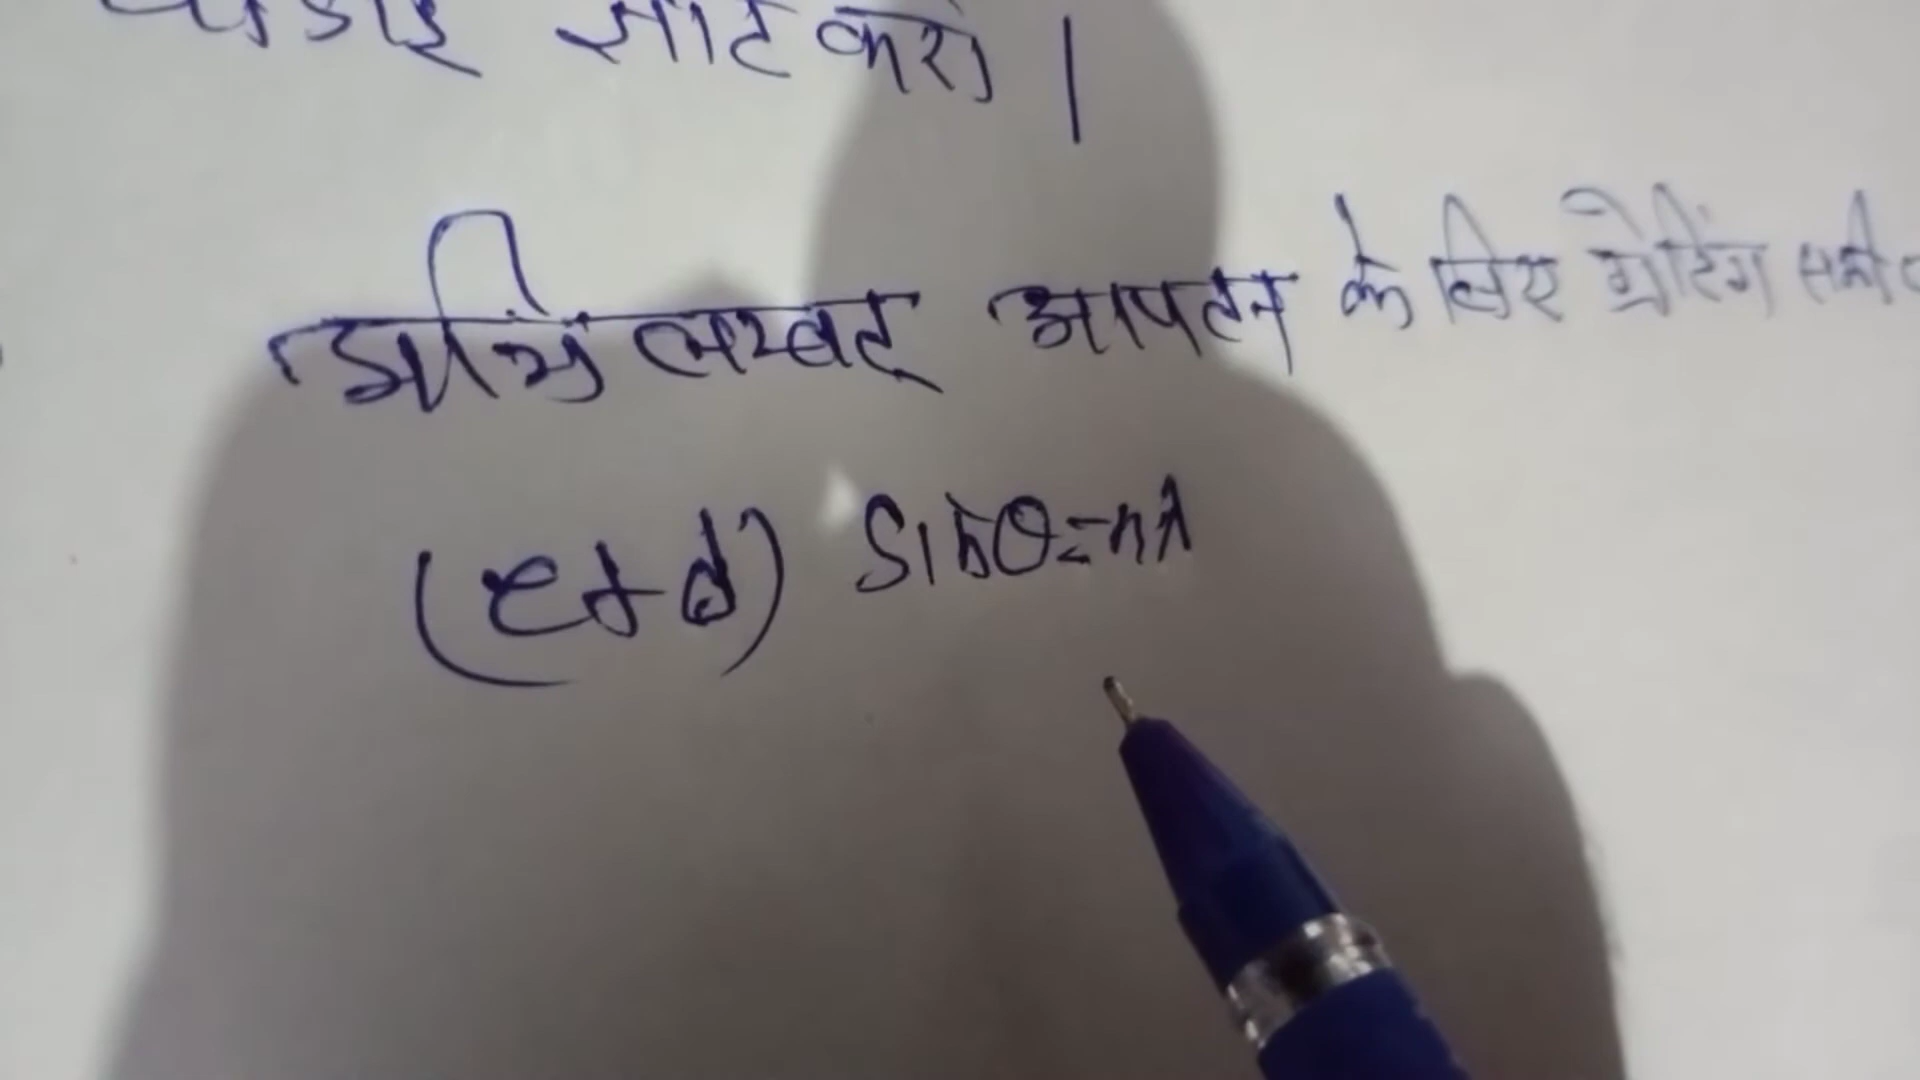 चौडाई ज्ञात करो |
अभिलम्बवत् आपतन के लिए ग्रेटिंग समी
(e+d) Sinθ=nλ